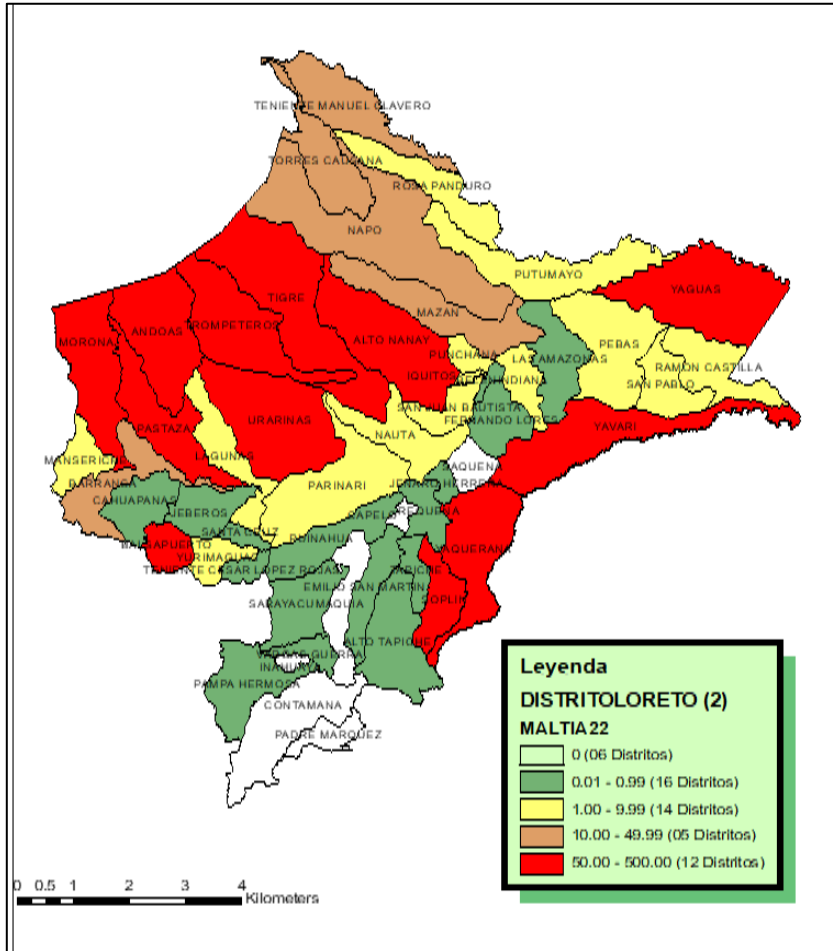 TENIENTE MANUEL CLAVERO
TORRES CAUSANA
ROSA PANDURO
NAPO
PUTUMAYO
YAGUAS
TIGRE
MAZAN
MORONA
ANDOAS
TROMPETEROS
ALTO NANAY
PUNCHANA
LAS AMAZONAS
PEBAS
RAMON CASTILLA
IQUITOS
INDIANA
SAN PABLO
SAN JUAN BAUTISTA
FERNANDO LORES
YAVARI
URARINAS
PASTAZA
NAUTA
LAGUNAS
MANSERICHE
SAQUENA
BARRANCA
PARINARI
JENARO HERRERA
CAHUAPANAS
JEBEROS
CAPELO
REQUENA
SANTA CRUZ
PUINAHUA
YAQUERANA
YURIMAGUAS
TENIENTE CESAR LOPEZ ROJAS
TAPICHE
EMILIO SAN MARTIN
SOPLIN
SARAYACU
MAQUIA
ALTO TAPICHE
VARGAS GUERRA
INAHUAYA
PAMPA HERMOSA
CONTAMANA
PADRE MARQUEZ
Leyenda
DISTRITOLORETO (2)
MALTIA22
0 (06 Distritos)
0.01 - 0.99 (16 Distritos)
1.00 - 9.99 (14 Distritos)
10.00 - 49.99 (05 Distritos)
50.00 - 500.00 (12 Distritos)
0 0.5 1 2 3 4
Kilometers